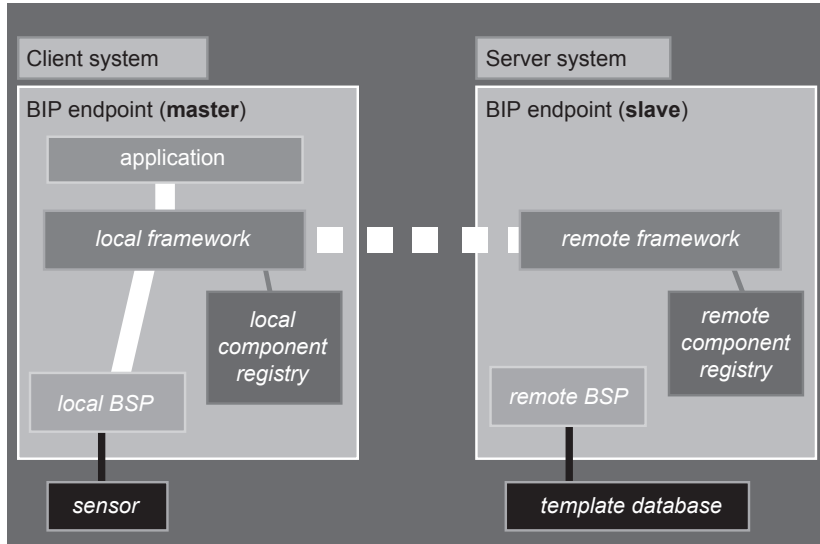 Client system
BIP endpoint (master)
application
local framework
local
component
registry
local BSP
sensor
Server system
BIP endpoint (slave)
remote framework
remote
component
registry
remote BSP
template database